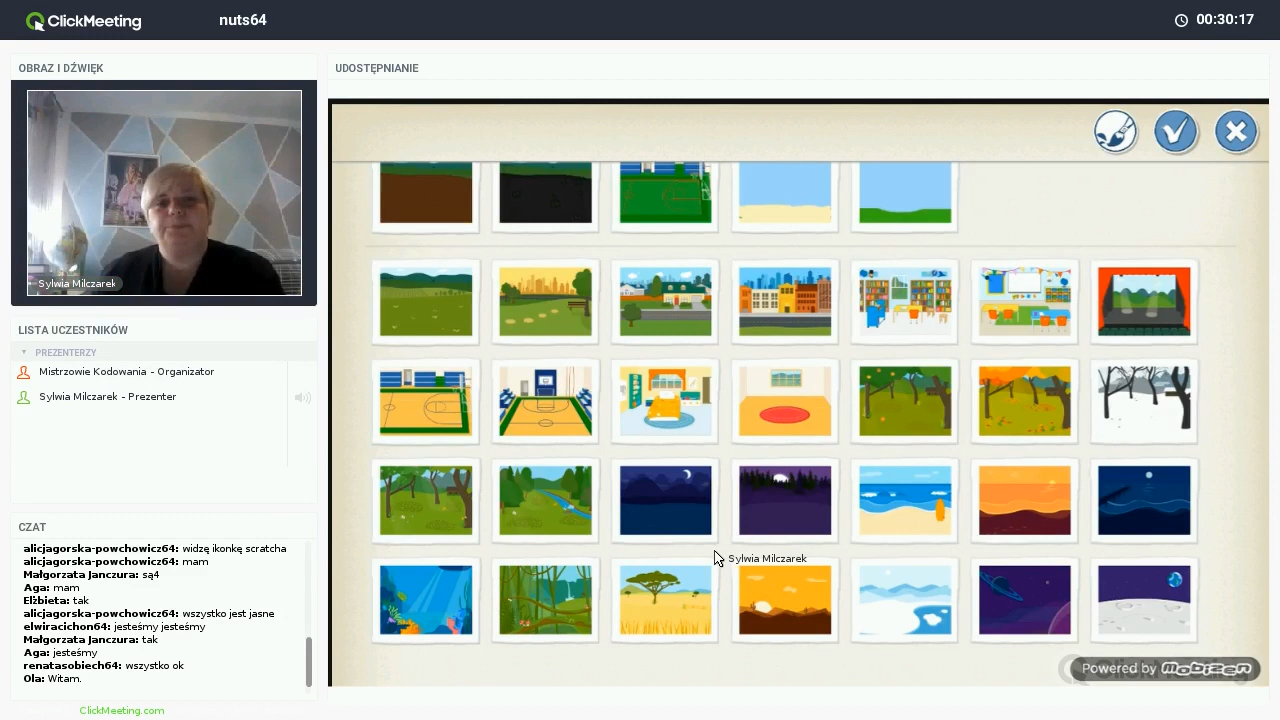 ClickMeeting
nuts64
00:30:17
OBRAZ I DŹWIĘK
UDOSTĘPNIANIE
Sylwia Milczarek
LISTA UCZESTNIKÓW
PREZENTERZY
Mistrzowie Kodowania - Organizator
Sylwia Milczarek - Prezenter
CZAT
alicjagorska-powchowicz64: widzę ikonkę scratcha
alicjagorska-powchowicz64: mam
Małgorzata Janczura: są4
Aga: mam
Elżbieta: tak
alicjagorska-powchowicz64: wszystko jest jasne
elwiracichon64: jesteśmy jesteśmy
Małgorzata Janczura: tak
Aga: jesteśmy
renatasobiech64: wszystko ok
Ola: Witam.
Sylwia Milczarek
Powered by Mobizen
ClickMeeting.com